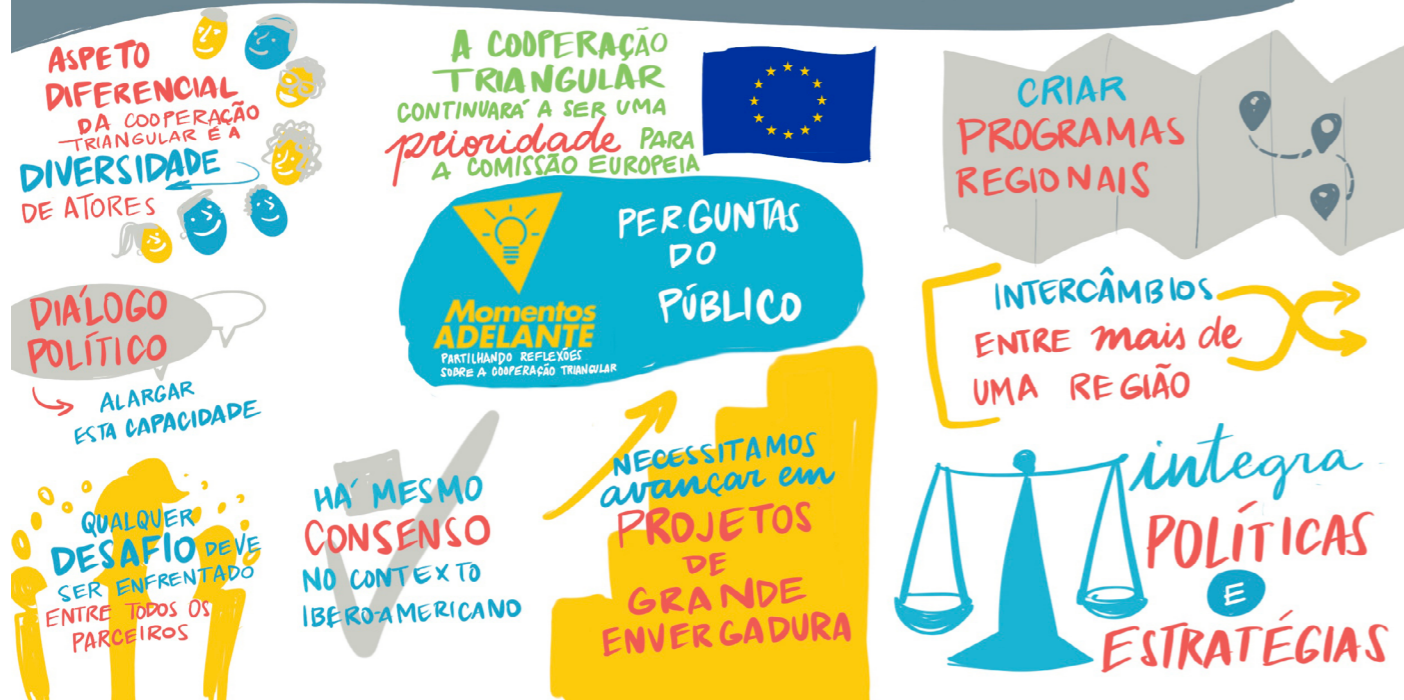 ASPETO
DIFERENCIAL
DA COOPERAÇÃO
TRIANGULAR É A
DIVERSIDADE
DE ATORES
DIÁLOGO
POLÍTICO
ALARGAR
ESTA CAPACIDADE
QUALQUER
DESAFIO DEVE
SER ENFRENTADO
ENTRE TODOS OS
PARCEIROS
A COOPERAÇÃO
TRIANGULAR
CONTINUARÁ A SER UMA
prioridade PARA
A COMISSÃO EUROPEIA
Momentos
ADELANTE
PARTILHANDO REFLEXÕES
SOBRE A COOPERAÇÃO TRIANGULAR
PERGUNTAS
DO
PÚBLICO
HÁ MESMO
CONSENSO
NO CONTEXTO
IBERO-AMERICANO
NECESSITAMOS
avançar em
PROJETOS
DE
GRANDE
ENVERGADURA
CRIAR
PROGRAMAS
REGIONAIS
INTERCÂMBIOS
ENTRE mais de
UMA REGIÃO
integra
POLÍTICAS
E
ESTRATÉGIAS